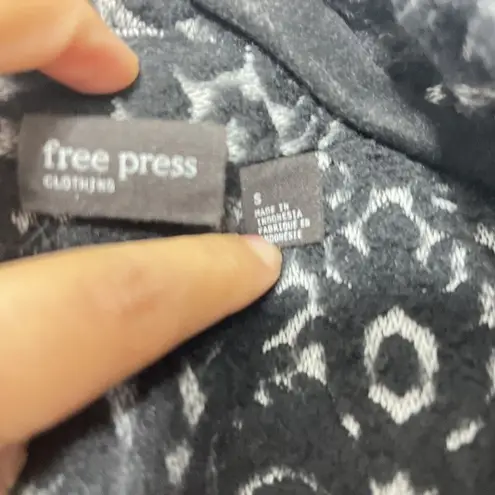 free press
CLOTHING
S
MADE IN
INDONESIA
FABRIQUÉ EN
INDONÉSIE